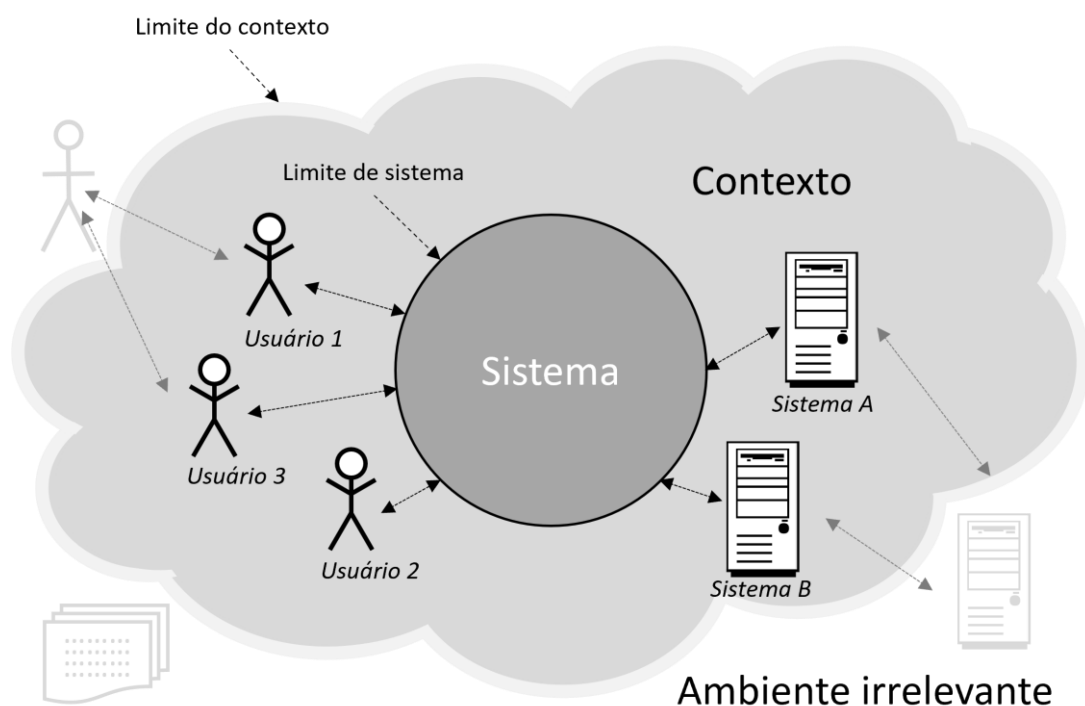 Limite do contexto
Limite de sistema
Contexto
Usuário 1
Sistema
Sistema A
Usuário 3
Usuário 2
Sistema B
Ambiente irrelevante